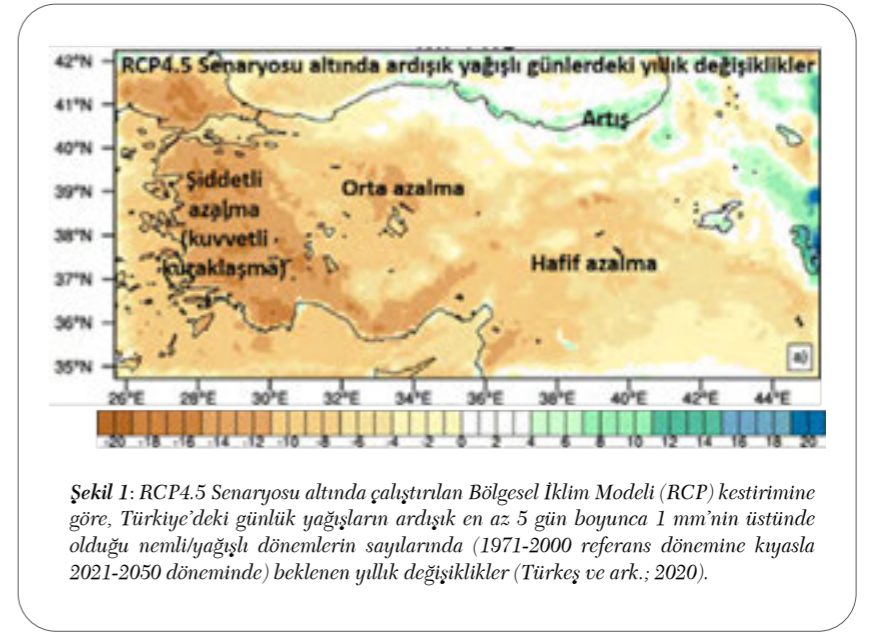 RCP4.5 Senaryosu altında ardışık yağışlı günlerdeki yıllık değişiklikler
42°N
41°N
Artış
40°N
39°N
Şiddetli
azalma
(kuvvetli
kuraklaşma)
Orta azalma
38°N
37°N
Hafif azalma
36°N
35°N
a)
26°E 28°E 30°E 32°E 34°E 36°E 38°E 40°E 42°E 44°E
-20 -18 -16 -14 -12 -10 -8 -6 -4 -2 0 2 4 6 8 10 12 14 16 18 20
Şekil 1: RCP4.5 Senaryosu altında çalıştırılan Bölgesel İklim Modeli (RCP) kestirimine
göre, Türkiye’deki günlük yağışların ardışık en az 5 gün boyunca 1 mm’nin üstünde
olduğu nemli/yağışlı dönemlerin sayılarında (1971-2000 referans dönemine kıyasla
2021-2050 döneminde) beklenen yıllık değişiklikler (Türkeş ve ark.; 2020).